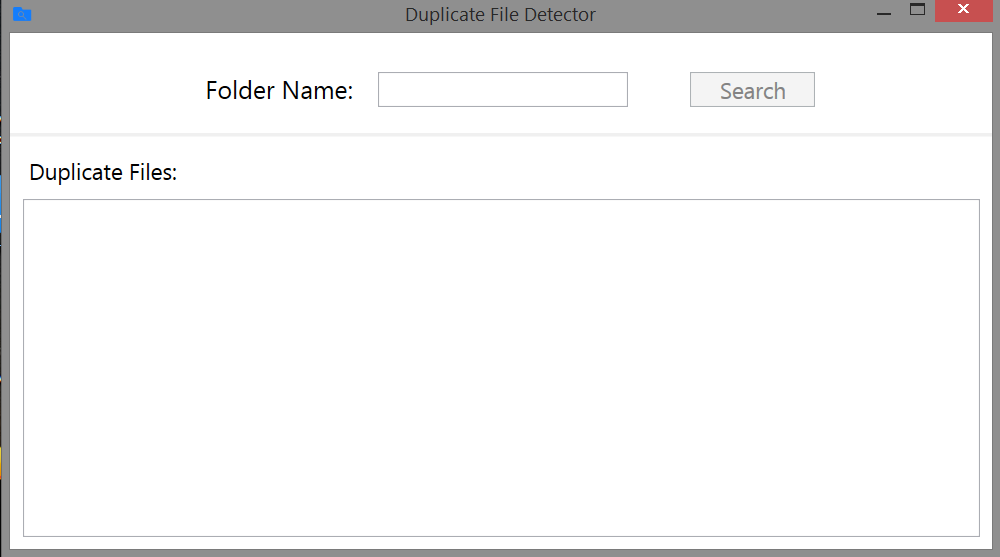 Duplicate File Detector
Folder Name:
Search
Duplicate Files: